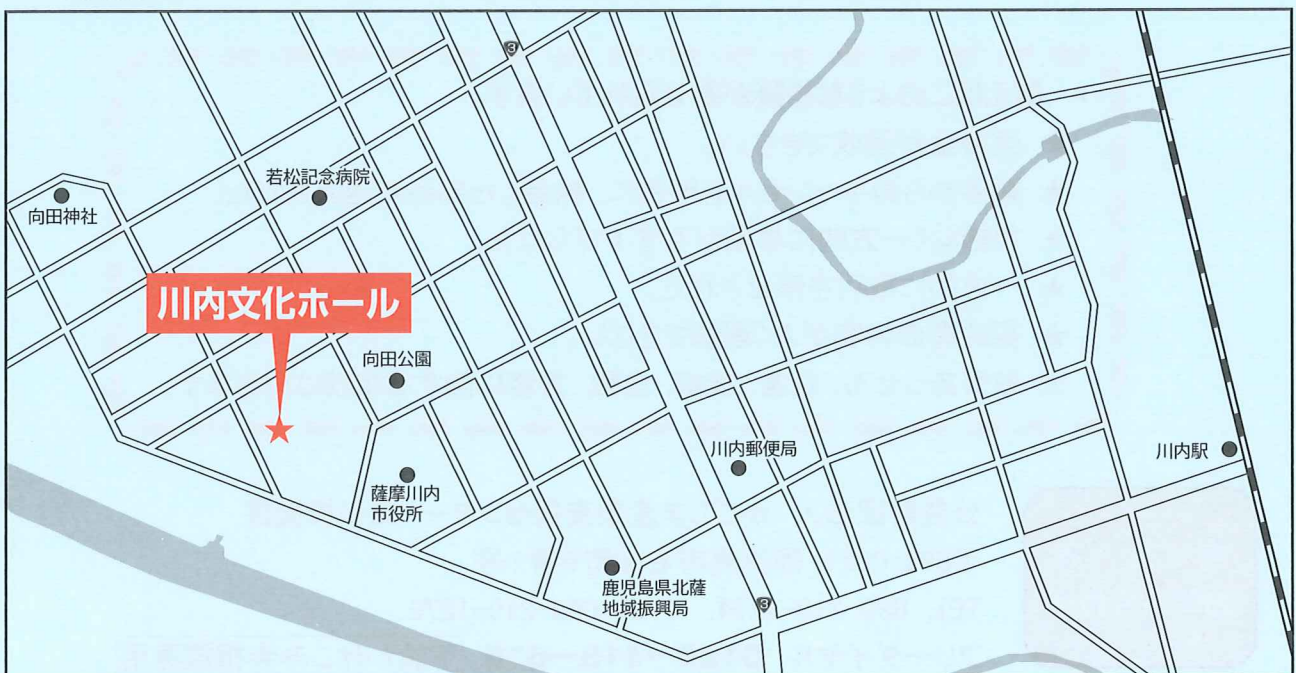 3
若松記念病院
向田神社
川内文化ホール
向田公園
川内郵便局
川内駅
薩摩川内
市役所
鹿児島県北薩
地域振興局
3